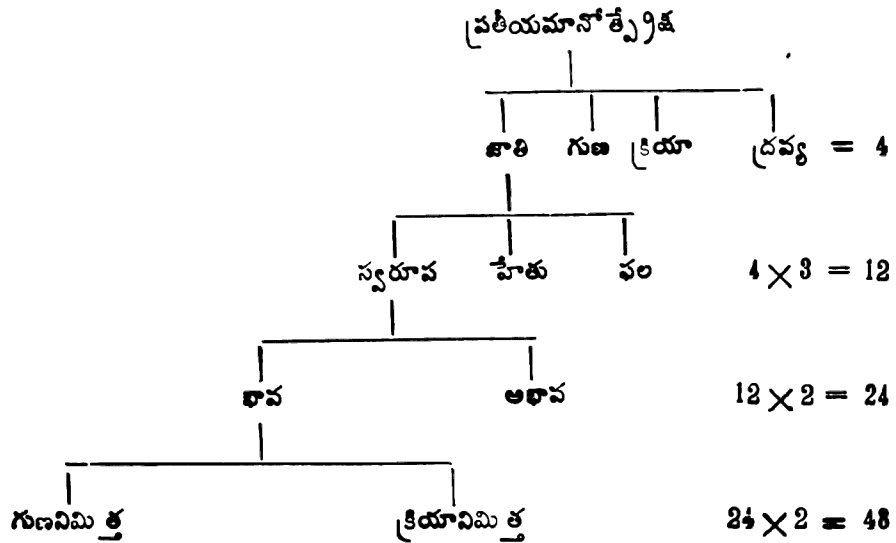 ప్రతీయమానోత్ప్రేక్ష
జాతి గుణ క్రియా ద్రవ్య = 4
స్వరూప హేతు ఫల 4 × 3 = 12
భావ అభావ 12 × 2 = 24
గుణనిమిత్త క్రియానిమిత్త 24 × 2 = 48